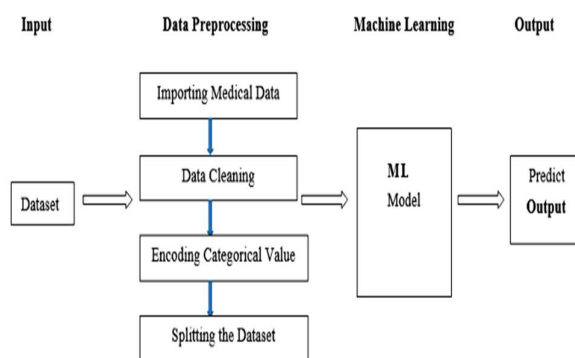 Input
Data Preprocessing
Machine Learning
Output
Importing Medical Data
Data Cleaning
Dataset
Encoding Categorical Value
Splitting the Dataset
ML
Model
Predict
Output